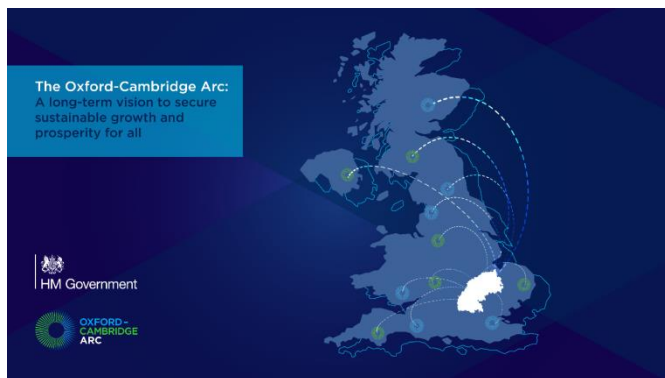 The Oxford-Cambridge Arc:
A long-term vision to secure
sustainable growth and
prosperity for all
HM Government
OXFORD–
CAMBRIDGE
ARC